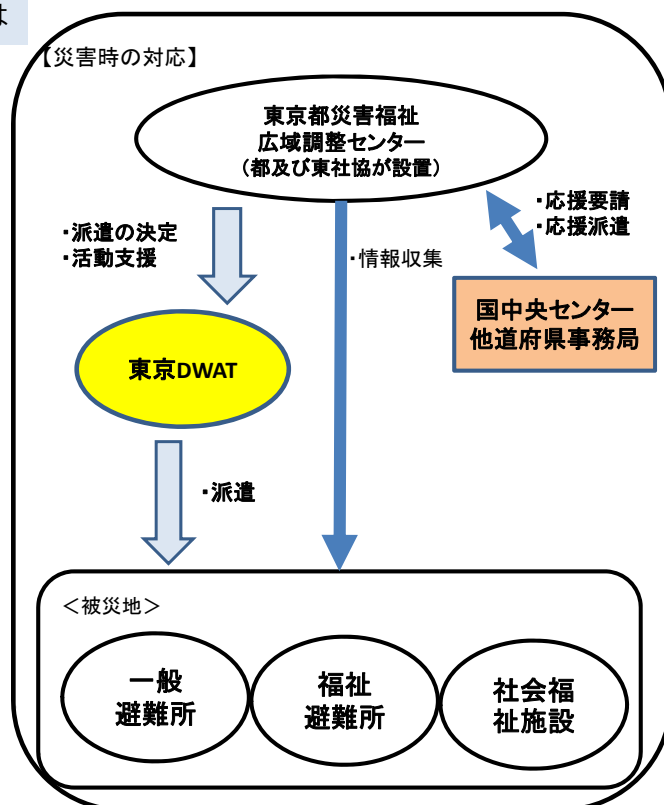 は
【災害時の対応】
東京都災害福祉
広域調整センター
（都及び東社協が設置）
・派遣の決定
・活動支援
・情報収集
・応援要請
・応援派遣
国中央センター
他道府県事務局
東京DWAT
・派遣
＜被災地＞
一般
避難所
福祉
避難所
社会福
祉施設